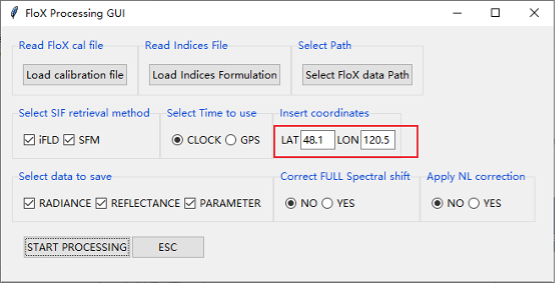 FloX Processing GUI
Read FloX cal file Read Indices File Select Path
Load calibration file Load Indices Formulation Select FloX data Path
Select SIF retrieval method Select Time to use Insert coordinates
iFLD SFM CLOCK GPS LAT 48.1 LON 120.5
Select data to save Correct FULL Spectral shift Apply NL correction
RADIANCE REFLECTANCE PARAMETER NO YES NO YES
START PROCESSING ESC